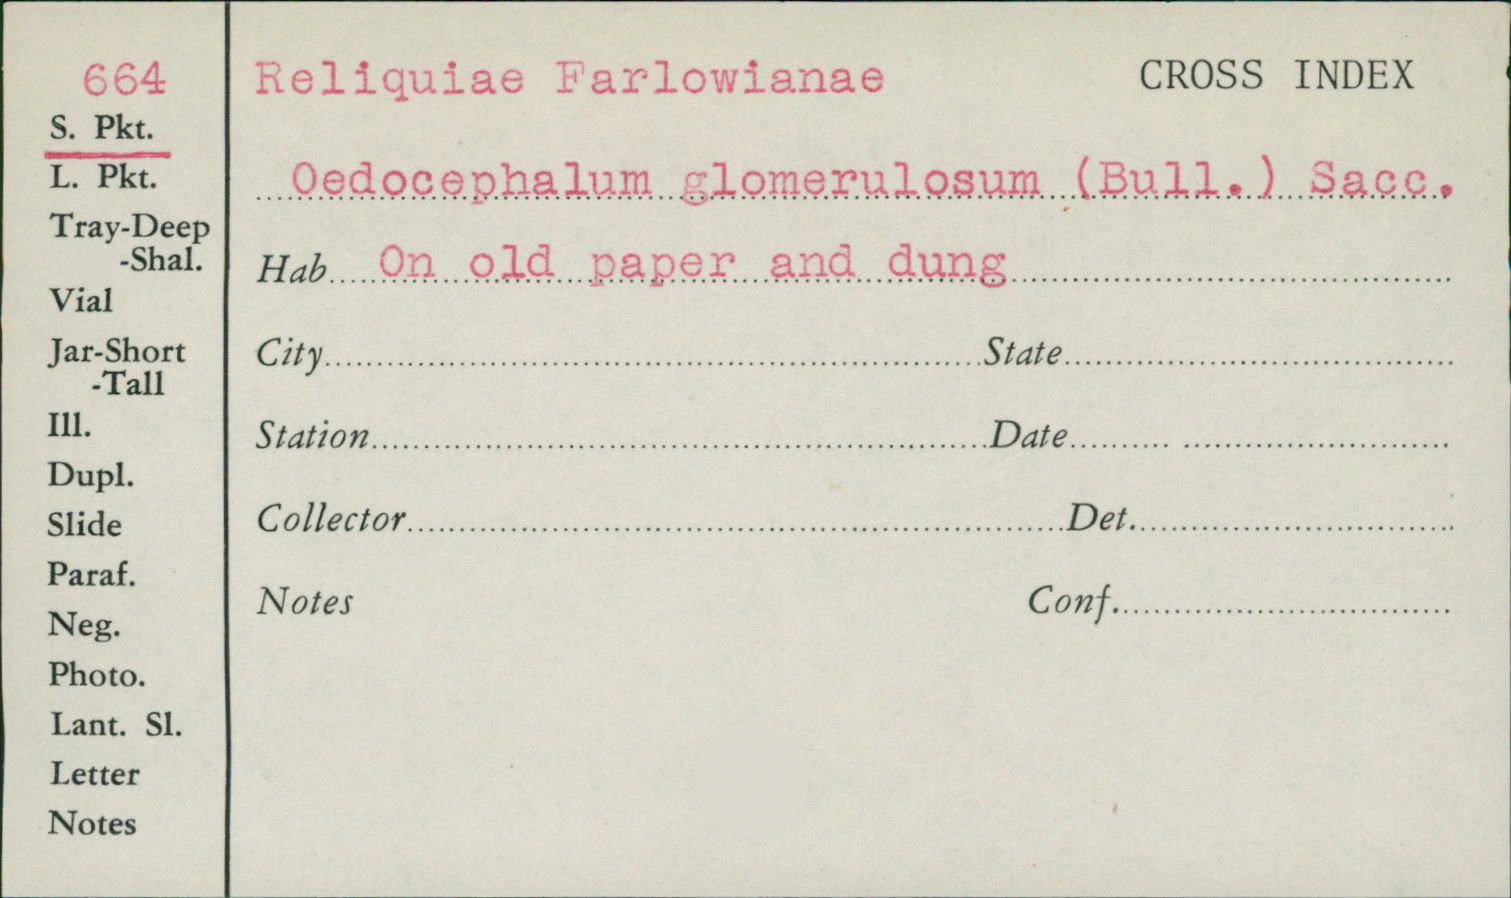 664
S. Pkt.
L. Pkt.
Tray-Deep
-Shal.
Vial
Jar-Short
-Tall
Ill.
Dupl.
Slide
Paraf.
Neg.
Photo.
Lant. Sl.
Letter
Notes
Reliquiae Farlowianae CROSS INDEX
Oedocephalum glomerulosum (Bull.) Sacc.
Hab On old paper and dung
City State
Station Date
Collector Det.
Notes Conf.